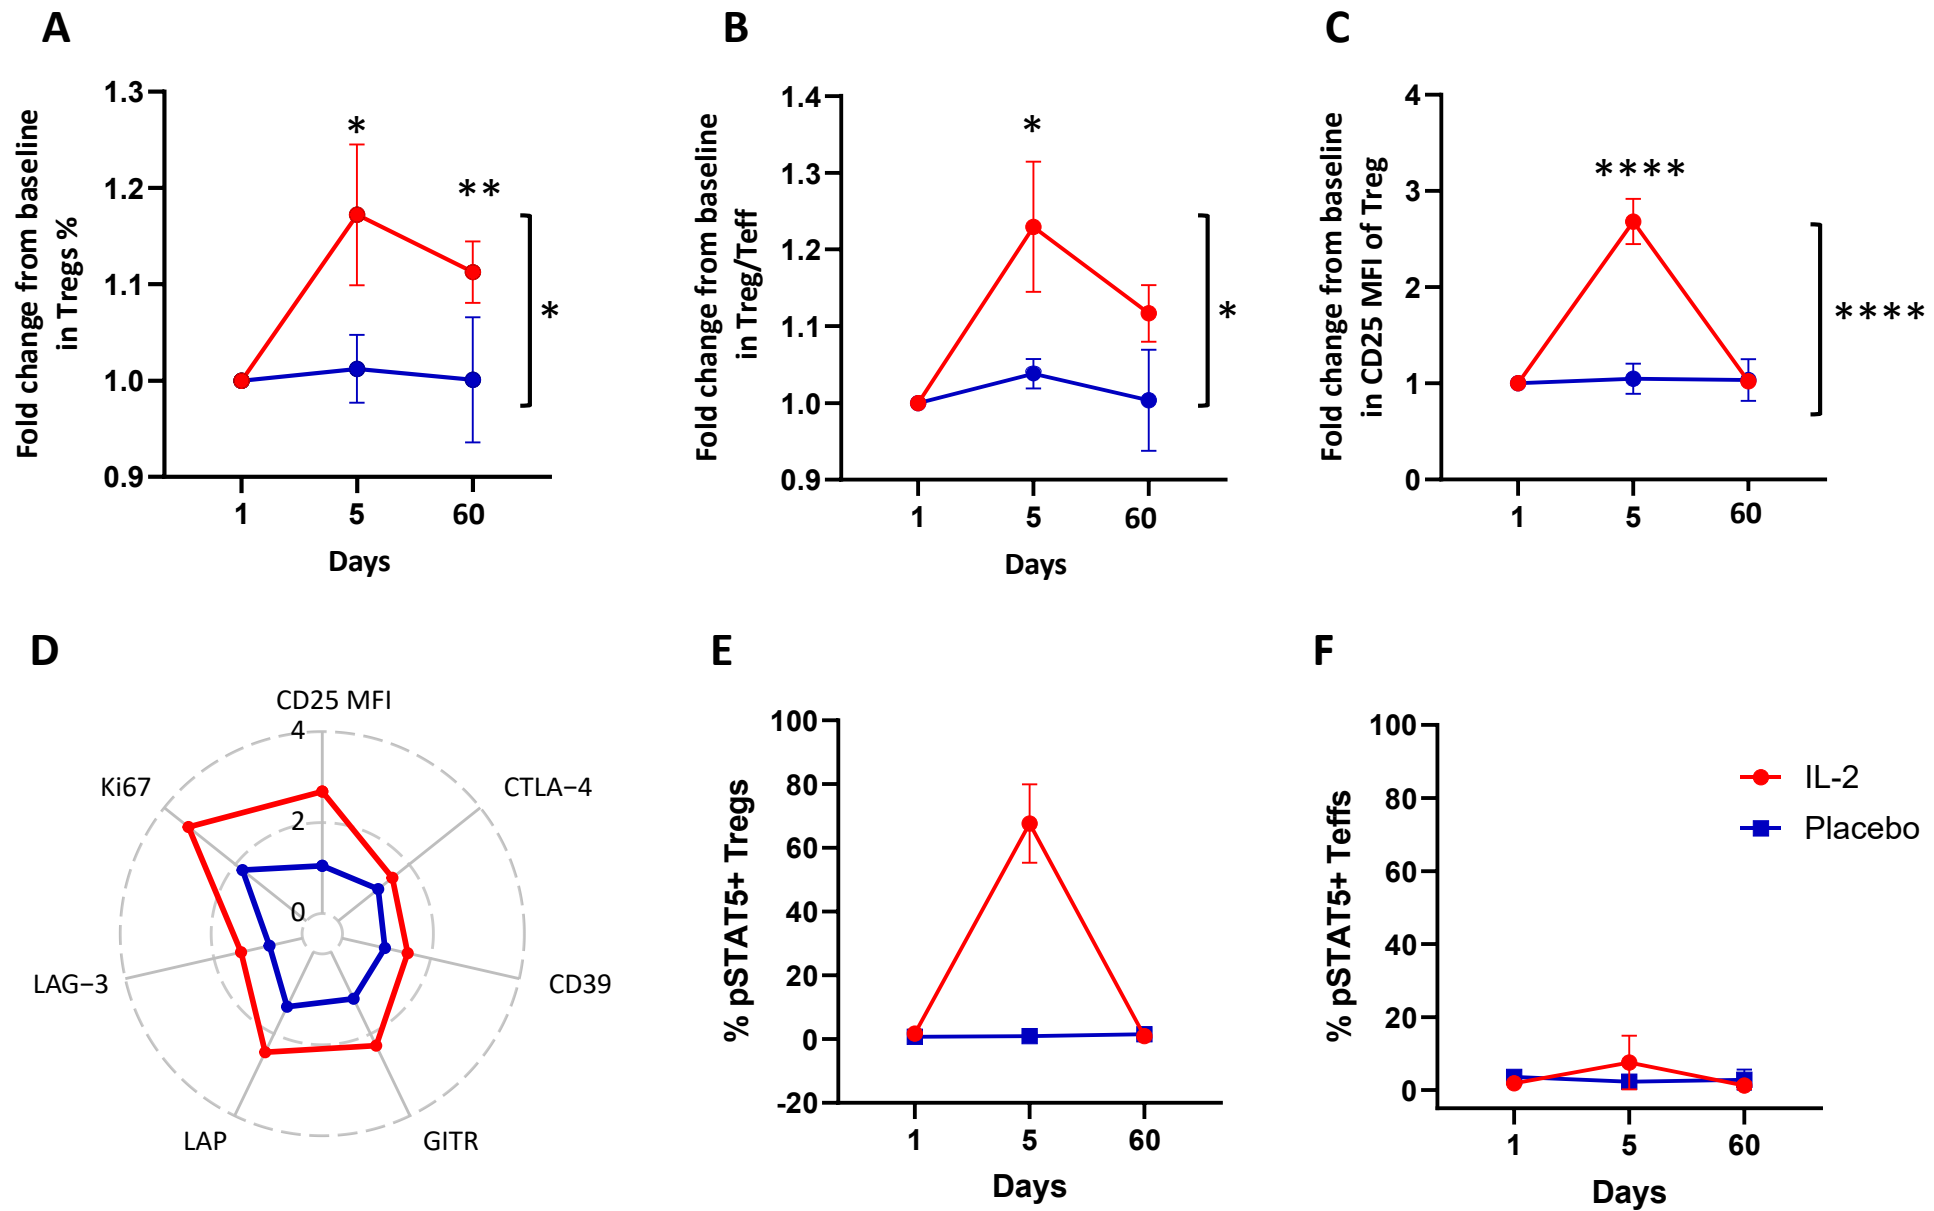 A
Fold change from baseline
in Tregs %
1.3
1.2
1.1
1.0
0.9
*
**
*
1
5
60
Days
B
Fold change from baseline
in Treg/Teff
1.4
1.3
1.2
1.1
1.0
0.9
*
*
1
5
60
Days
C
Fold change from baseline
in CD25 MFI of Treg
4
3
2
1
0
****
****
1
5
60
D
CD25 MFI
4
2
0
CTLA−4
CD39
GITR
LAP
LAG−3
Ki67
E
% pSTAT5+ Tregs
100
80
60
40
20
0
-20
1
5
60
Days
F
% pSTAT5+ Teffs
100
80
60
40
20
0
1
5
60
Days
IL-2
Placebo